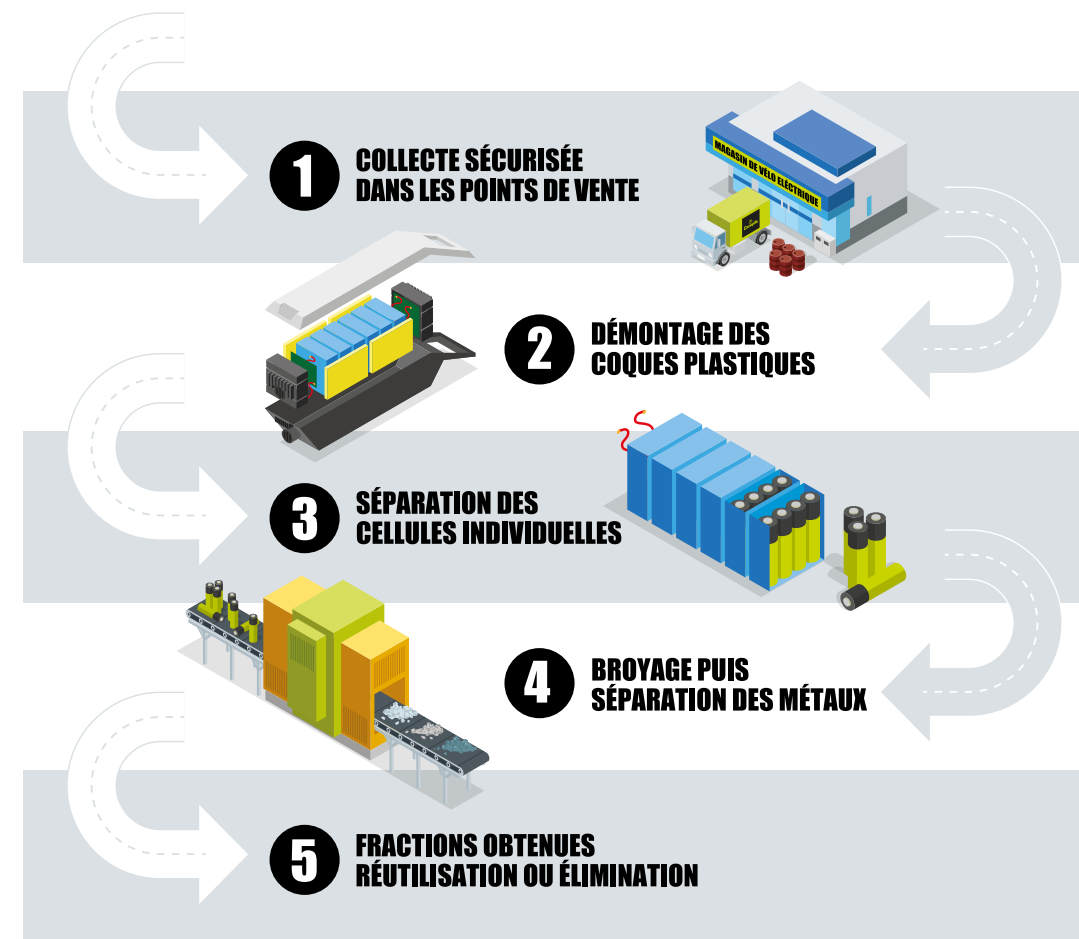 1
COLLECTE SÉCURISÉE
DANS LES POINTS DE VENTE
MAGASIN DE VÉLO ÉLÉCTRIQUE
2
DÉMONTAGE DES
COQUES PLASTIQUES
3
SÉPARATION DES
CELLULES INDIVIDUELLES
4
BROYAGE PUIS
SÉPARATION DES MÉTAUX
5
FRACTIONS OBTENUES
RÉUTILISATION OU ÉLIMINATION